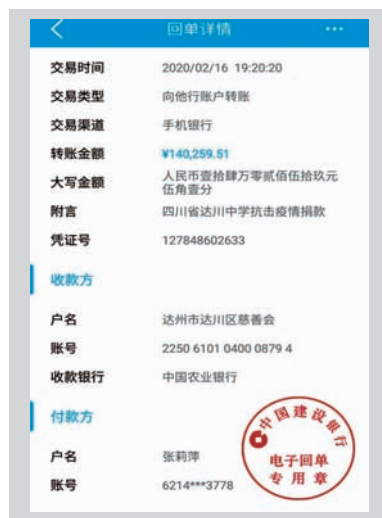 回单详情
交易时间 2020/02/16 19:20:20
交易类型 向他行账户转账
交易渠道 手机银行
转账金额 ¥140,259.51
大写金额 人民币壹拾肆万零贰佰伍拾玖元
伍角壹分
附言 四川省达川中学抗击疫情捐款
凭证号 127848602633
收款方
户名 达州市达川区慈善会
账号 2250 6101 0400 0879 4
收款银行 中国农业银行
付款方
户名 张莉萍
账号 6214***3778
中国建设银行
电子回单
专用章